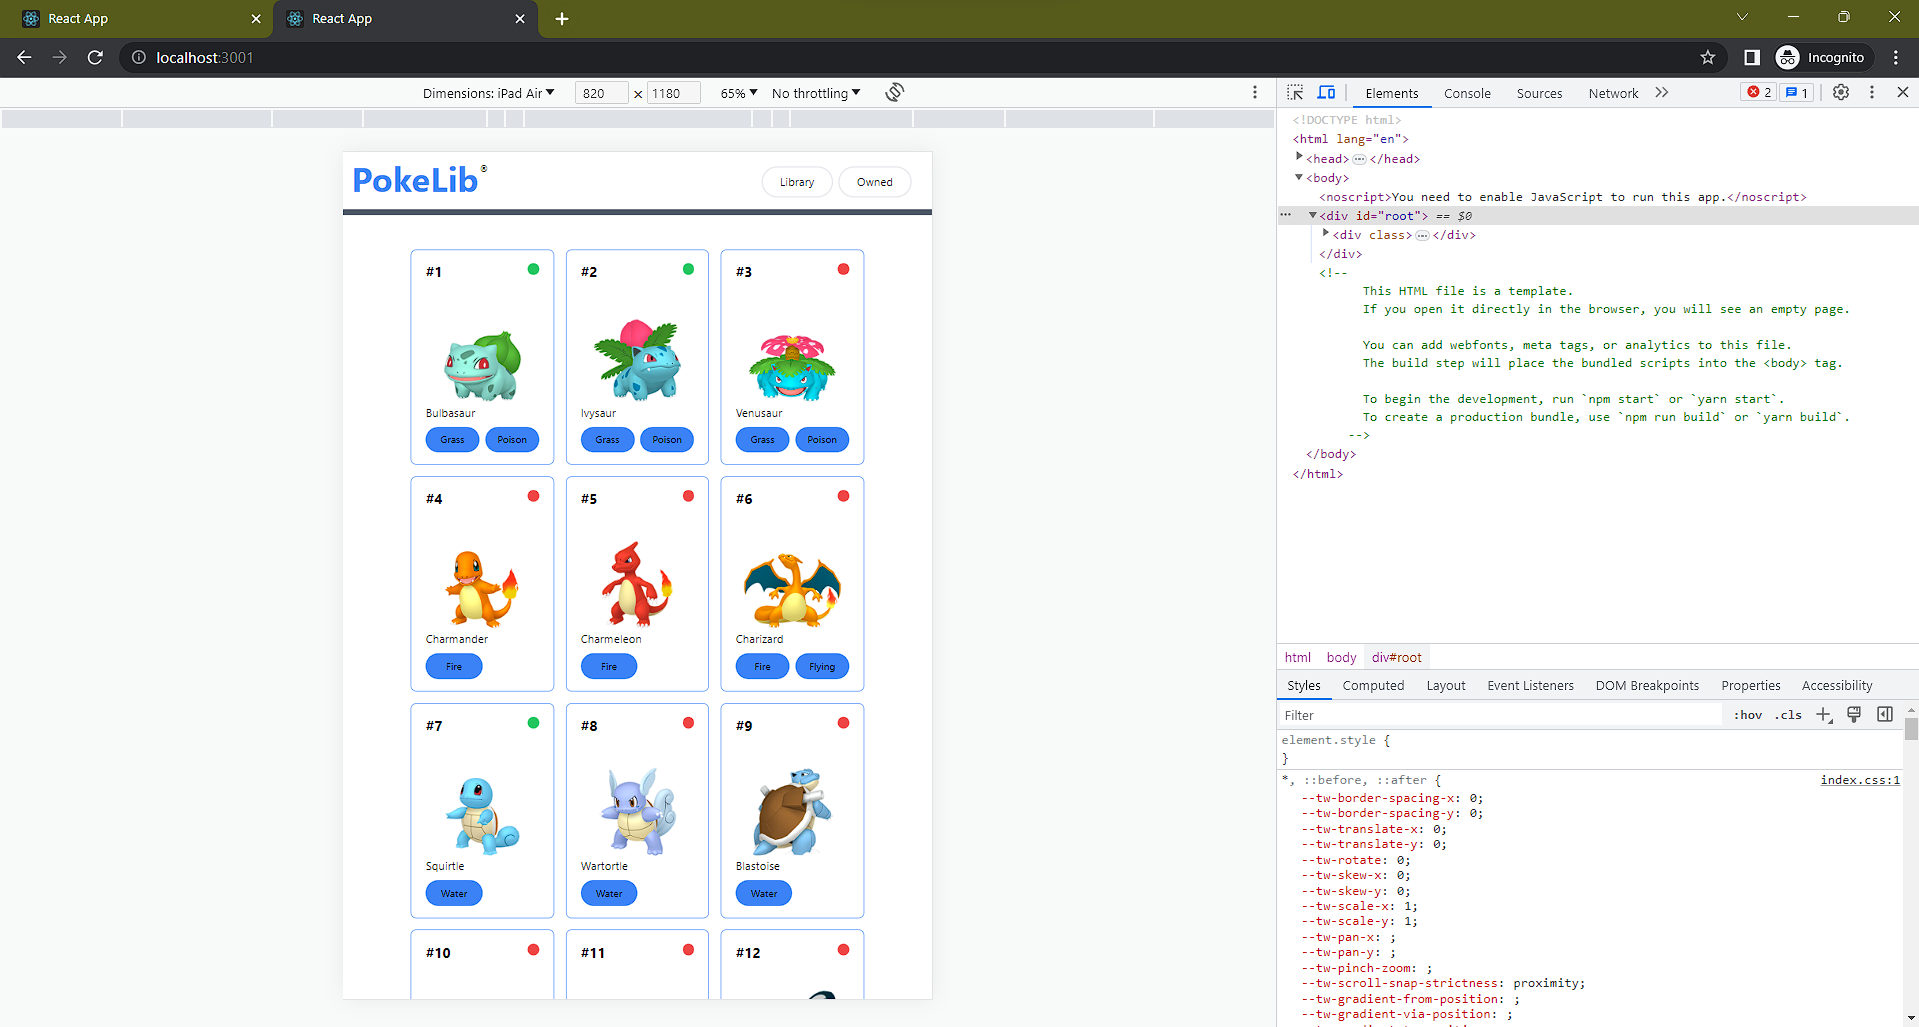 React App
React App
localhost:3001
Incognito
Dimensions: iPad Air
820 x 1180
65%
No throttling
PokeLib®
Library
Owned
#1
#2
#3
Bulbasaur
Ivysaur
Venusaur
Grass Poison
Grass Poison
Grass Poison
#4
#5
#6
Charmander
Charmeleon
Charizard
Fire
Fire
Fire Flying
#7
#8
#9
Squirtle
Wartortle
Blastoise
Water
Water
Water
#10
#11
#12
Elements
Console
Sources
Network
2
1
<!DOCTYPE html>
<html lang="en">
<head>…</head>
<body>
<noscript>You need to enable JavaScript to run this app.</noscript>
<div id="root"> == $0
<div class>…</div>
</div>
<!--
This HTML file is a template.
If you open it directly in the browser, you will see an empty page.
You can add webfonts, meta tags, or analytics to this file.
The build step will place the bundled scripts into the <body> tag.
To begin the development, run `npm start` or `yarn start`.
To create a production bundle, use `npm run build` or `yarn build`.
-->
</body>
</html>
html body div#root
Styles Computed Layout Event Listeners DOM Breakpoints Properties Accessibility
Filter
:hov .cls
element.style {
}
*, ::before, ::after {
index.css:1
--tw-border-spacing-x: 0;
--tw-border-spacing-y: 0;
--tw-translate-x: 0;
--tw-translate-y: 0;
--tw-rotate: 0;
--tw-skew-x: 0;
--tw-skew-y: 0;
--tw-scale-x: 1;
--tw-scale-y: 1;
--tw-pan-x: ;
--tw-pan-y: ;
--tw-pinch-zoom: ;
--tw-scroll-snap-strictness: proximity;
--tw-gradient-from-position: ;
--tw-gradient-via-position: ;